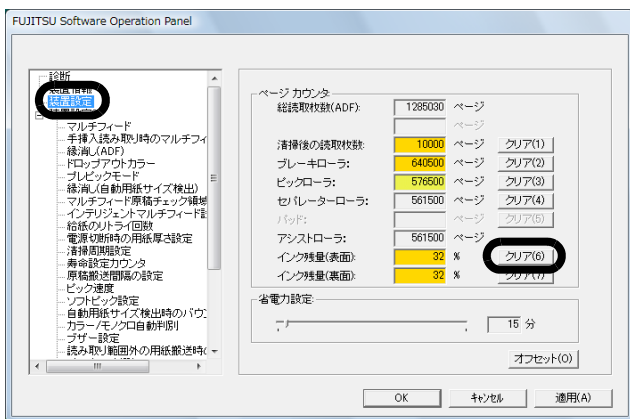 FUJITSU Software Operation Panel
診断
装置情報
装置設定
マルチフィード
手挿入読み取り時のマルチフィ
縁消し(ADF)
ドロップアウトカラー
プレピックモード
縁消し(自動用紙サイズ検出)
マルチフィード原稿チェック領域
インテリジェントマルチフィード
給紙のリトライ回数
電源切断時の用紙厚さ設定
清掃周期設定
寿命設定カウンタ
原稿搬送間隔の設定
ピック速度
ソフトピック設定
自動用紙サイズ検出時のパウ
カラー/モノクロ自動判別
ブザー設定
読み取り範囲外の用紙搬送時
ページ カウンタ
総読取枚数(ADF): 1285030 ページ
ページ
清掃後の読取枚数: 10000 ページ クリア(1)
ブレーキローラ: 640500 ページ クリア(2)
ピックローラ: 576500 ページ クリア(3)
セパレーターローラ: 561500 ページ クリア(4)
パッド: ページ クリア(5)
アシストローラ: 561500 ページ
インク残量(表面): 32 % クリア(6)
インク残量(裏面): 32 % クリア(7)
省電力設定:
15 分
オフセット(O)
OK キャンセル 適用(A)